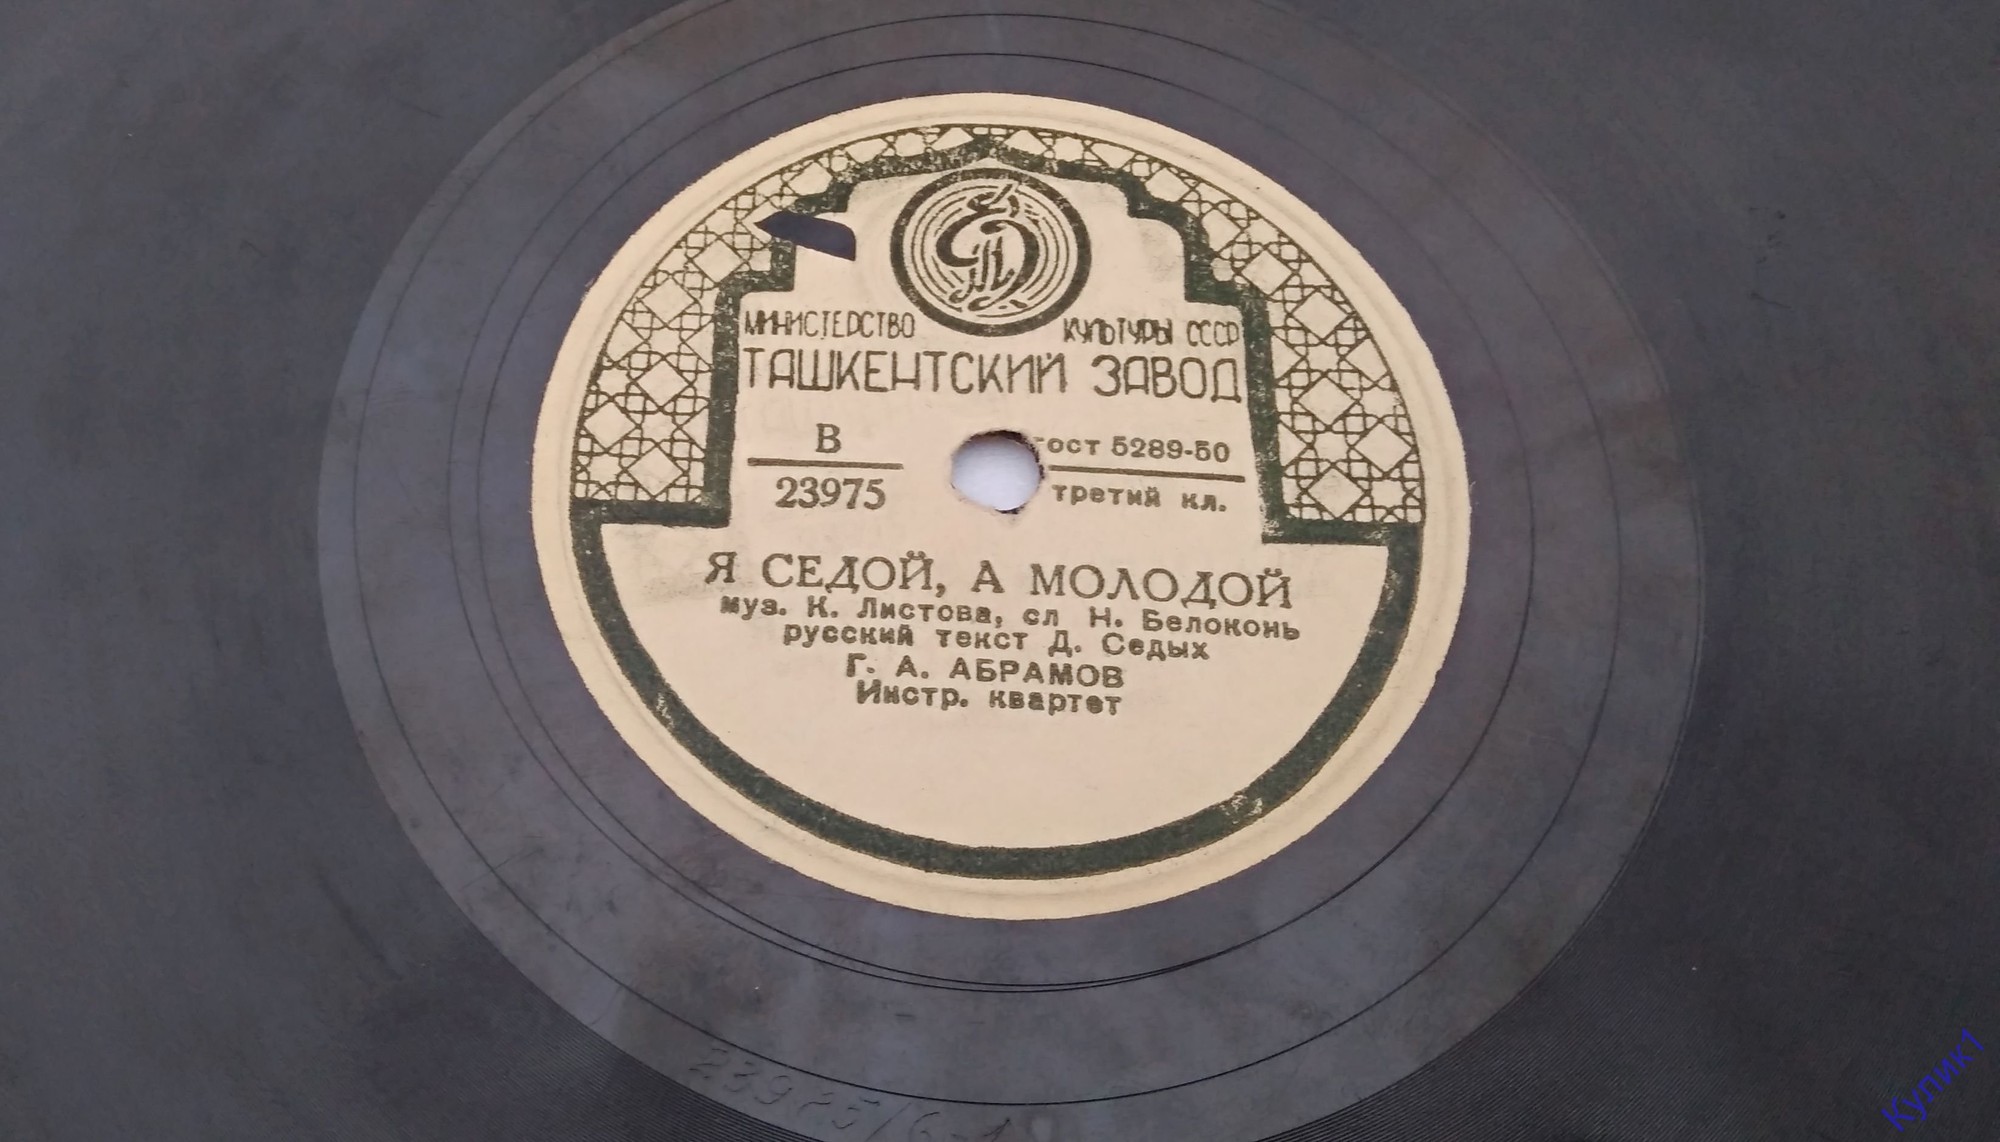 МИНИСТЕРСТВО КУЛЬТУРЫ СССР
ТАШКЕНТСКИЙ ЗАВОД
В
23975
гост 5289-50
третий кл.
Я СЕДОЙ, А МОЛОДОЙ
муз. К. Листова, сл Н. Белоконь
русский текст Д. Седых
Г. А. АБРАМОВ
Инстр. квартет
Кулик1